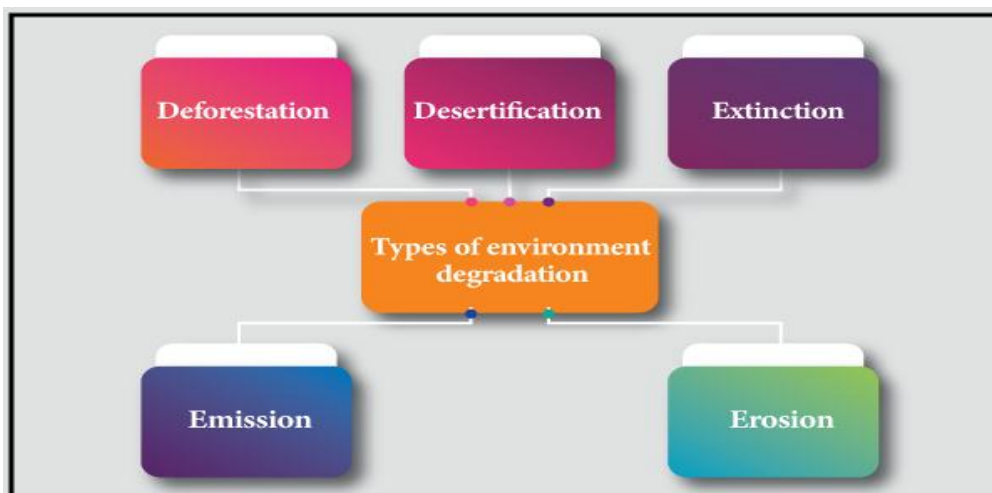 Deforestation
Desertification
Extinction
Types of environment
degradation
Emission
Erosion